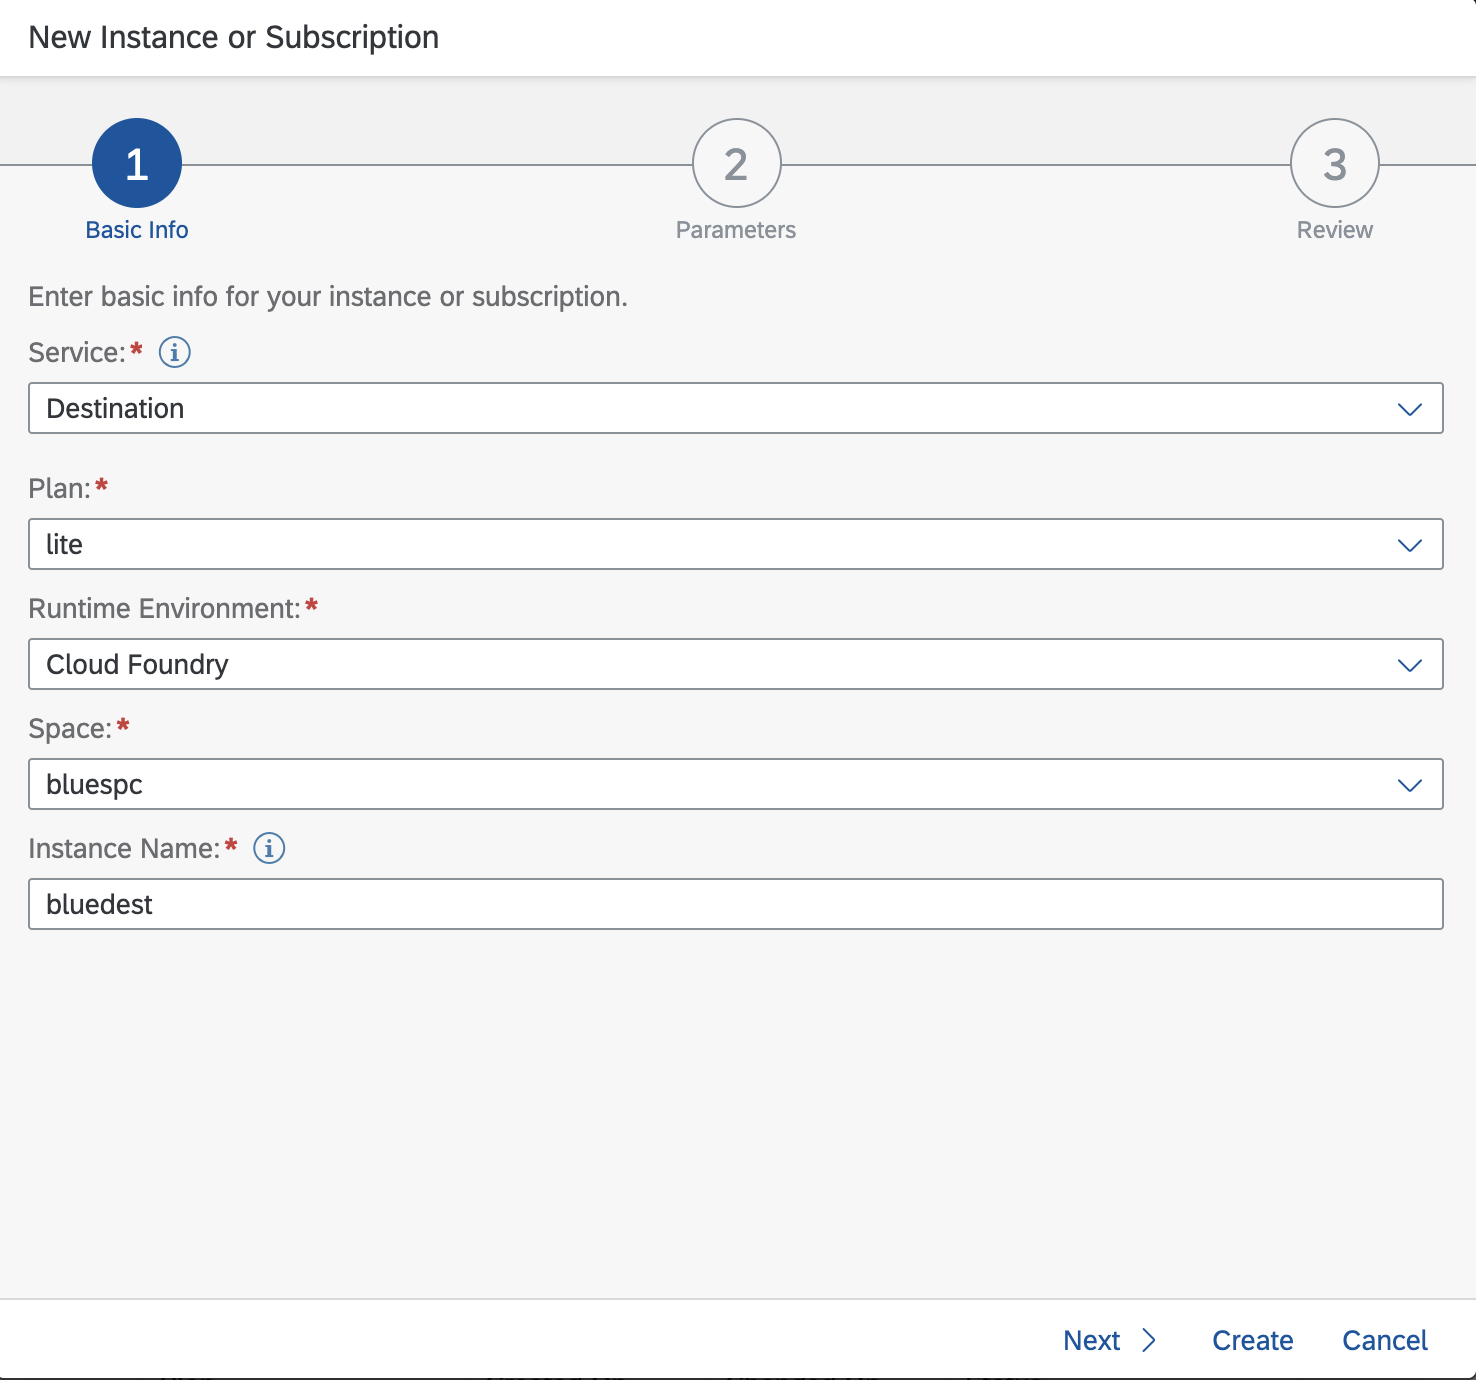 New Instance or Subscription
1
2
3
Basic Info
Parameters
Review
Enter basic info for your instance or subscription.
Service:*
Destination
Plan:*
lite
Runtime Environment:*
Cloud Foundry
Space:*
bluespc
Instance Name:*
bluedest
Next Create Cancel